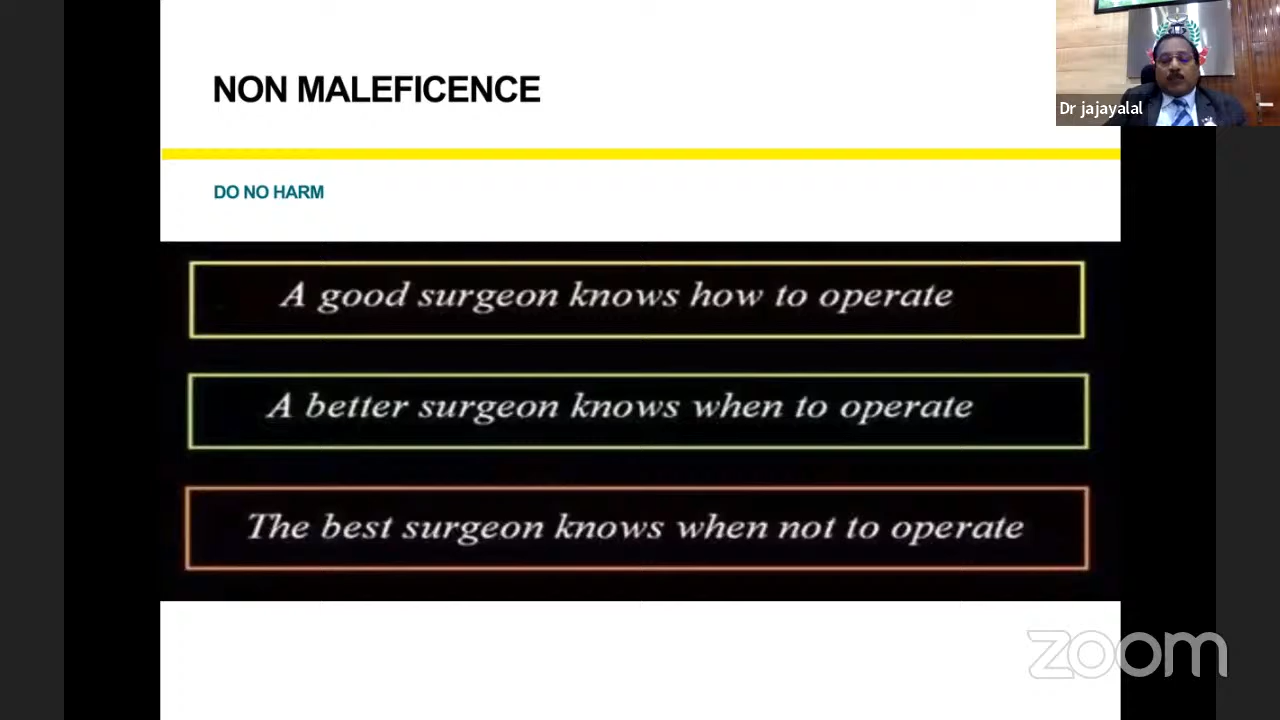 NON MALEFICENCE
Dr jajayalal
DO NO HARM
A good surgeon knows how to operate
A better surgeon knows when to operate
The best surgeon knows when not to operate
zoom